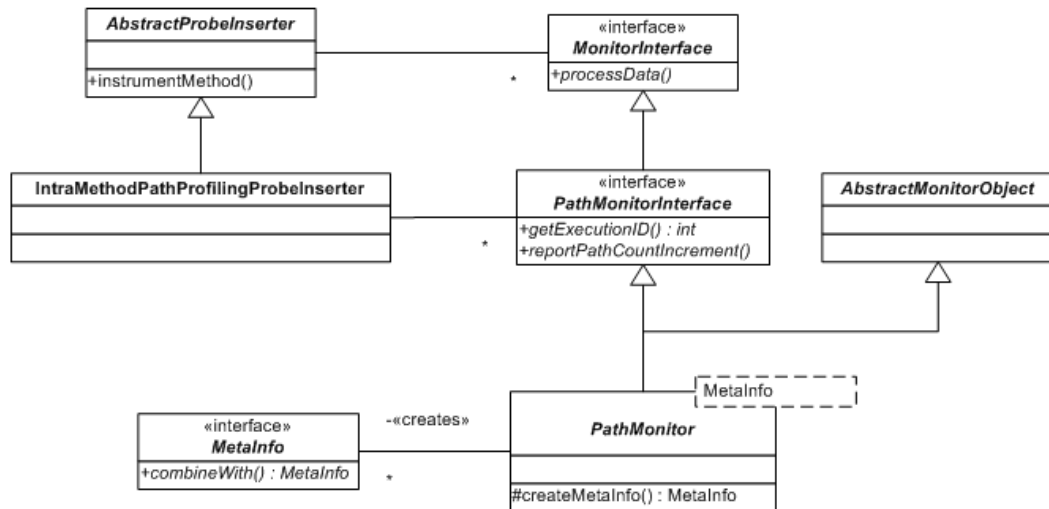 AbstractProbeInserter
+instrumentMethod()
«interface»
MonitorInterface
+processData()
*
IntraMethodPathProfilingProbeInserter
«interface»
PathMonitorInterface
+getExecutionID() : int
+reportPathCountIncrement()
*
AbstractMonitorObject
MetaInfo
«interface»
MetaInfo
+combineWith() : MetaInfo
-«creates»
*
PathMonitor
#createMetaInfo() : MetaInfo